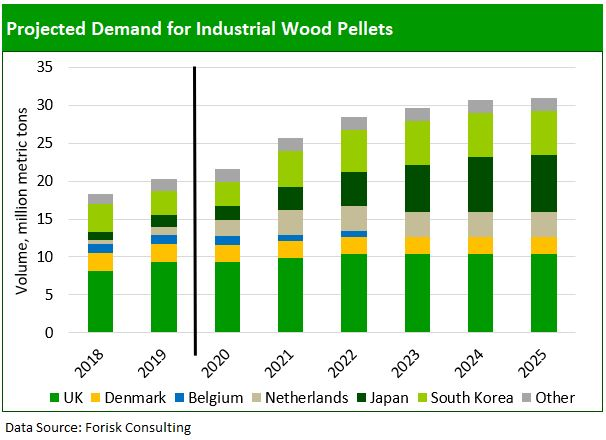 Projected Demand for Industrial Wood Pellets
Volume, million metric tons
35
30
25
20
15
10
5
0
2018 2019 2020 2021 2022 2023 2024 2025
UK Denmark Belgium Netherlands Japan South Korea Other
Data Source: Forisk Consulting